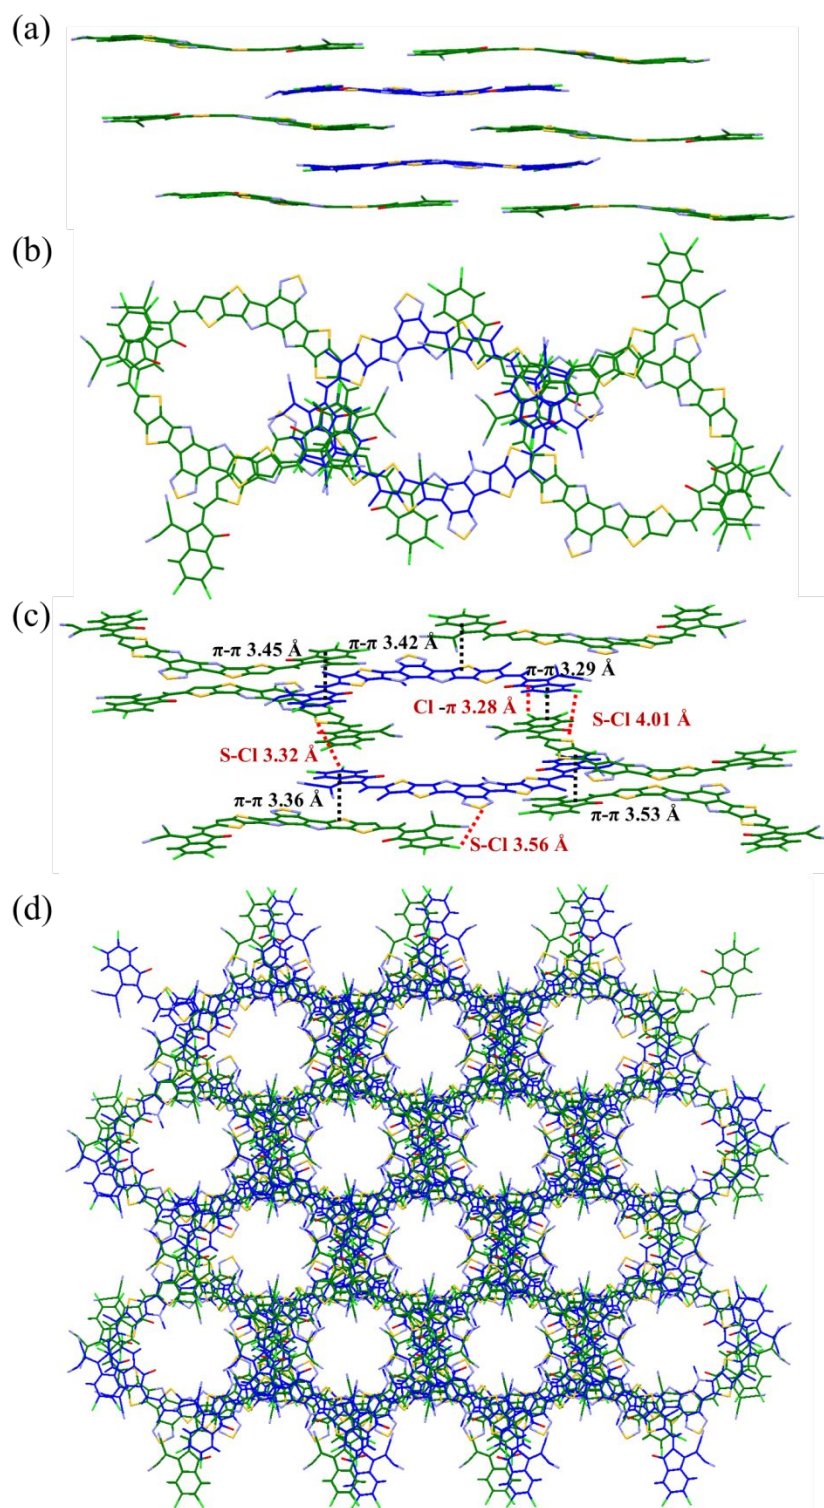 (a)
(b)
(c)
π-π 3.45 Å
π-π 3.42 Å
π-π 3.29 Å
Cl -π 3.28 Å
S-Cl 4.01 Å
S-Cl 3.32 Å
π-π 3.36 Å
π-π 3.53 Å
S-Cl 3.56 Å
(d)